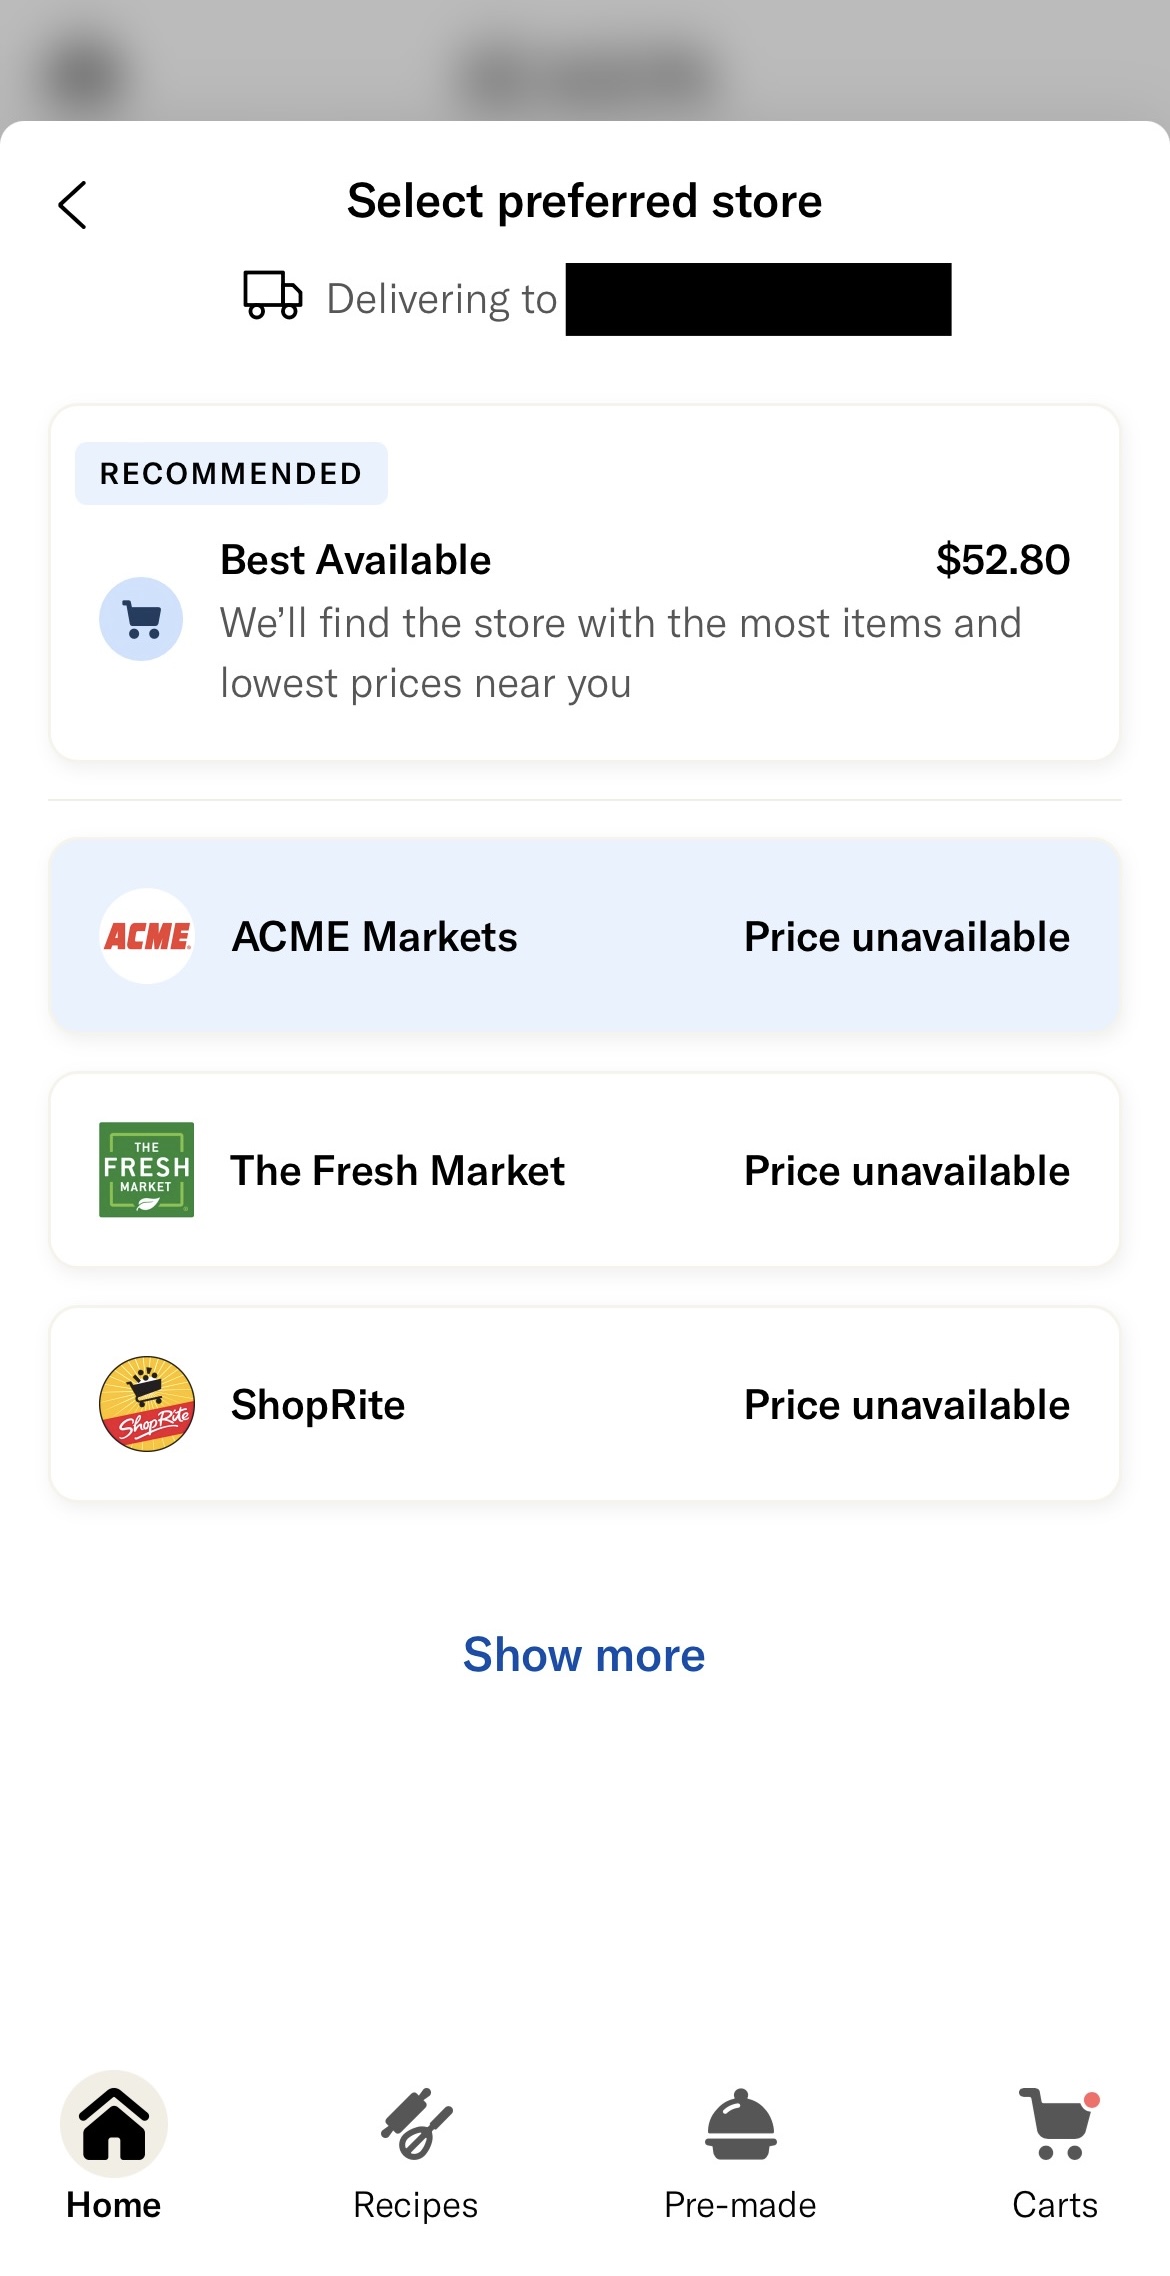 Select preferred store
Delivering to
RECOMMENDED
Best Available
$52.80
We’ll find the store with the most items and
lowest prices near you
ACME
ACME Markets
Price unavailable
THE
FRESH
MARKET
The Fresh Market
Price unavailable
ShopRite
ShopRite
Price unavailable
Show more
Home
Recipes
Pre-made
Carts